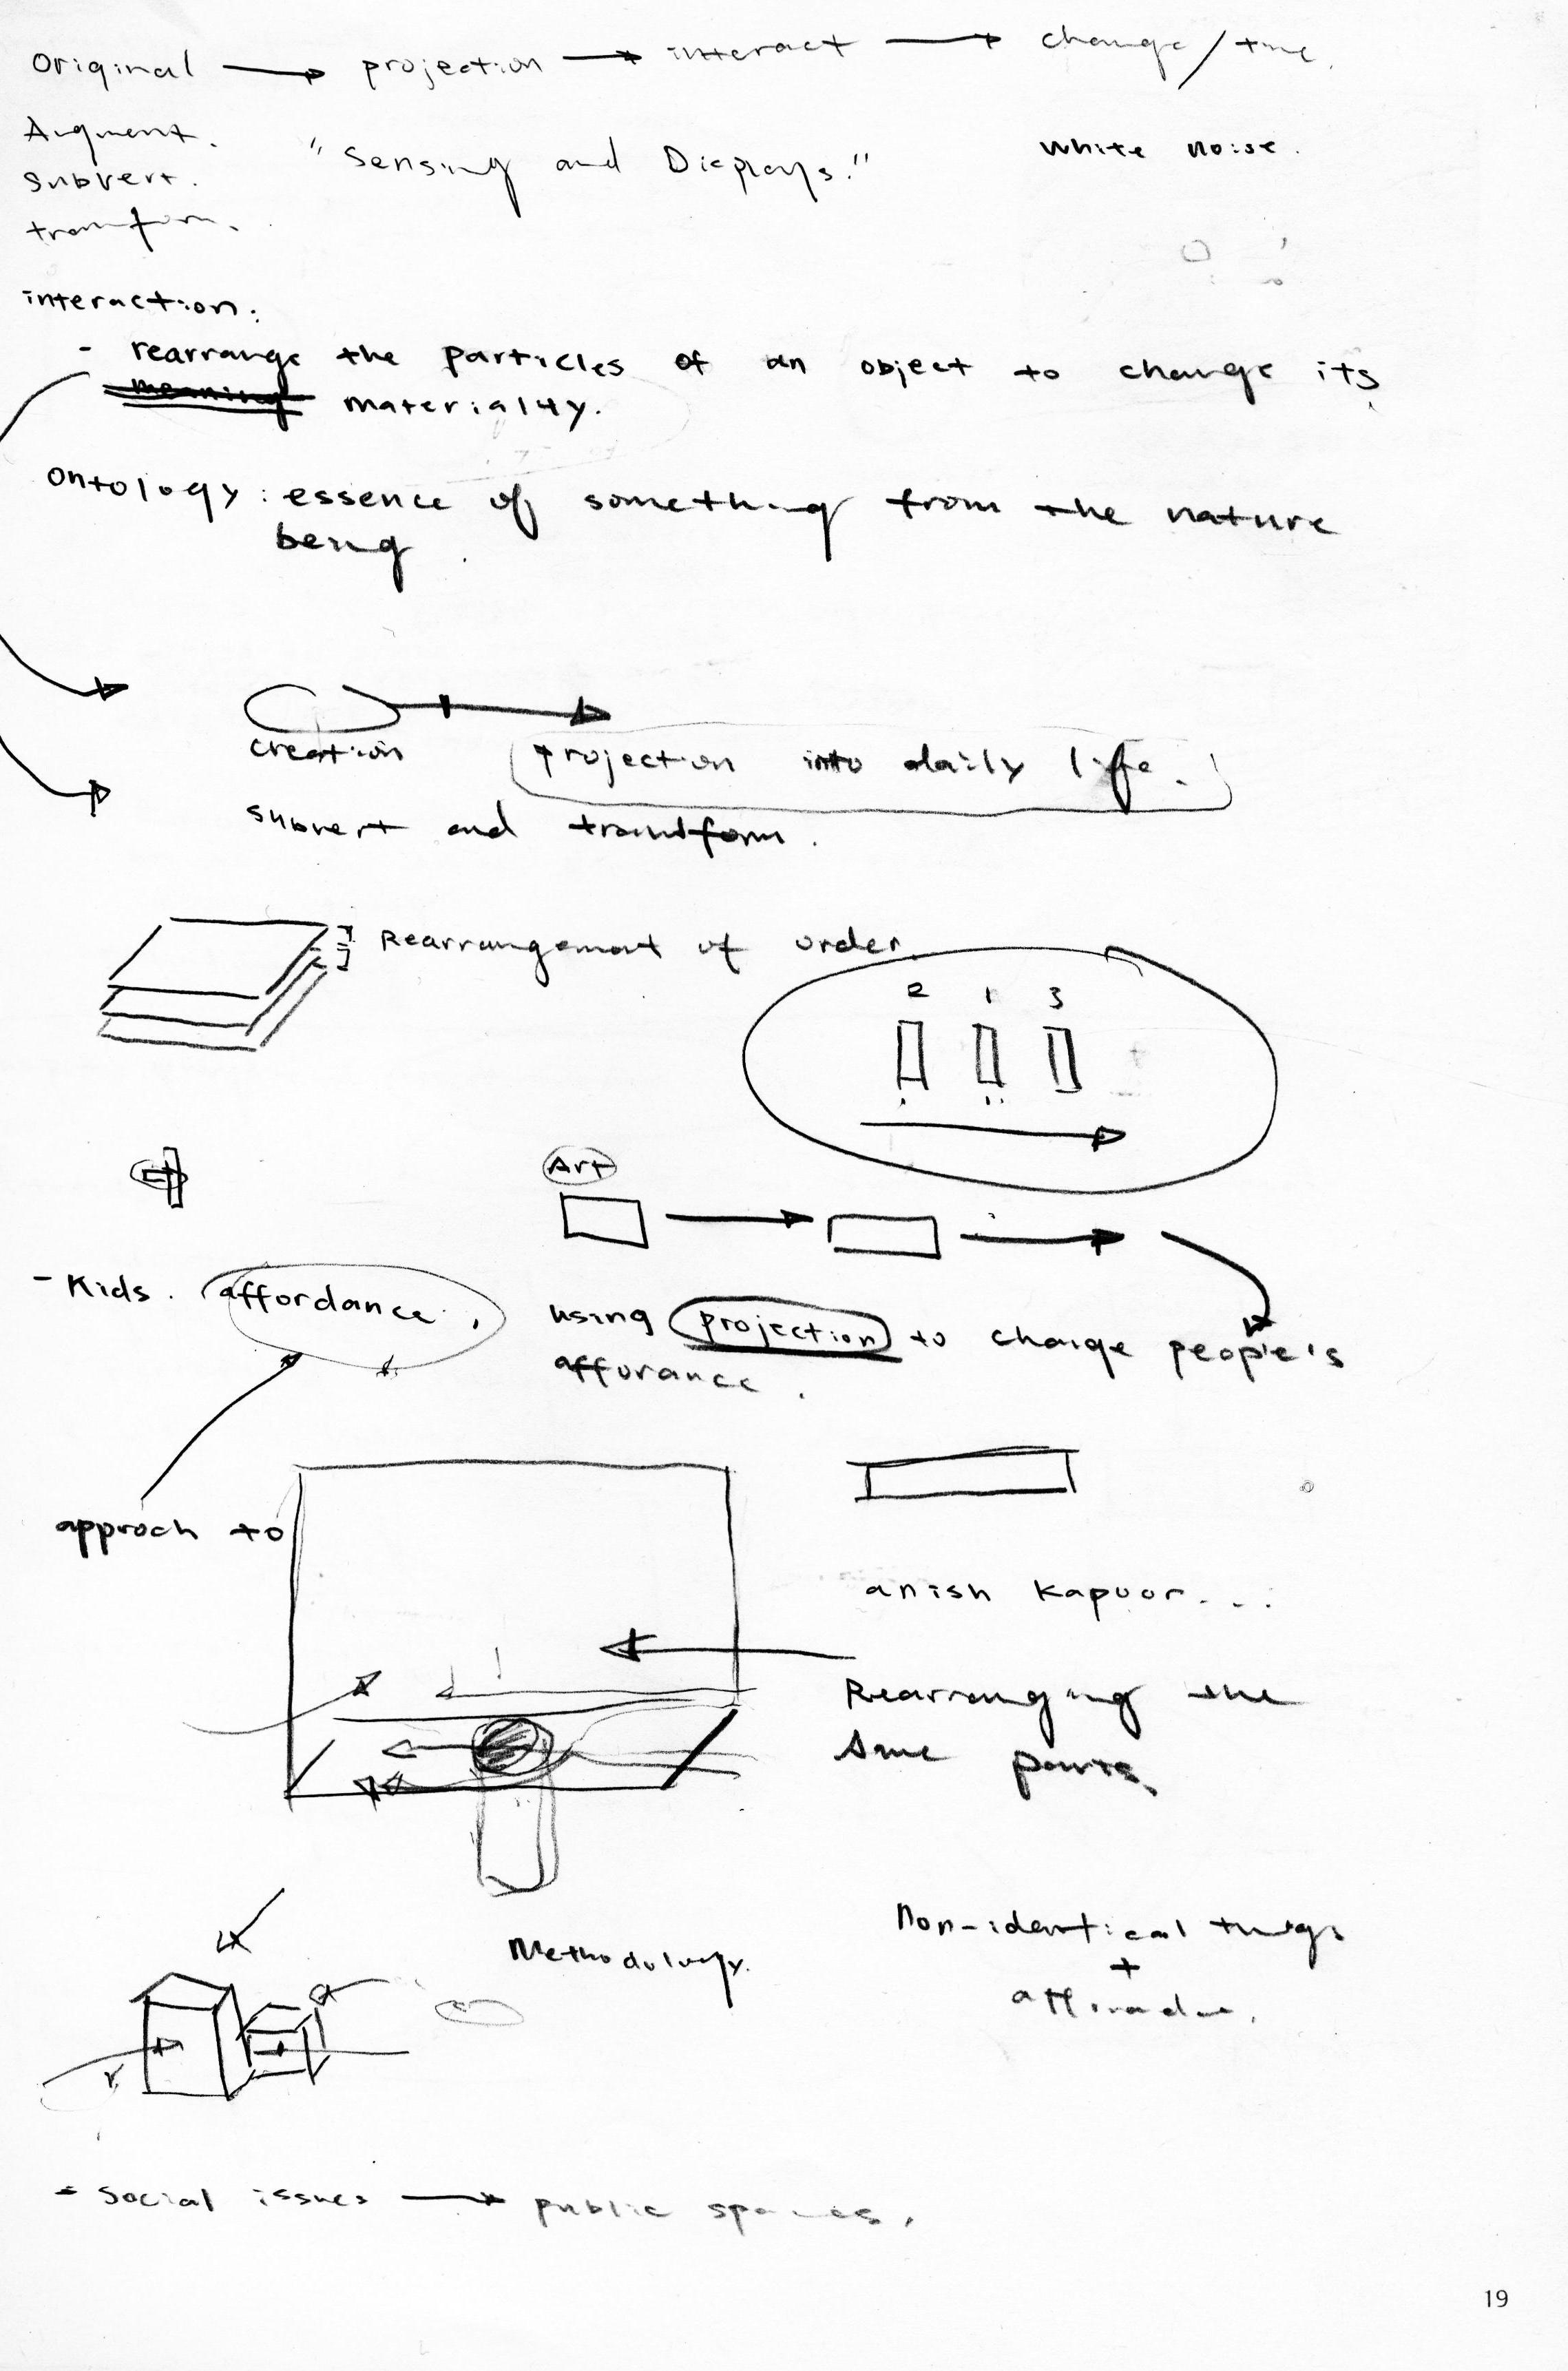 Original → projection → interact → change / time.
Augment.
subvert.
transform.
"Sensing and Displays."
white noise.
interaction:
- rearrange the particles of an object to change its
meaning materiality.
ontology: essence of something from the nature
being.
creation
projection into daily life.
subvert and transform.
Rearrangement of order.
2 1 3
Art
- Kids. affordance.
using projection to change people's
afforance.
approch to
anish kapoor...
Rearranging the
same parts.
Methodology.
Non-identical things
+
- social issues → public spaces.
19